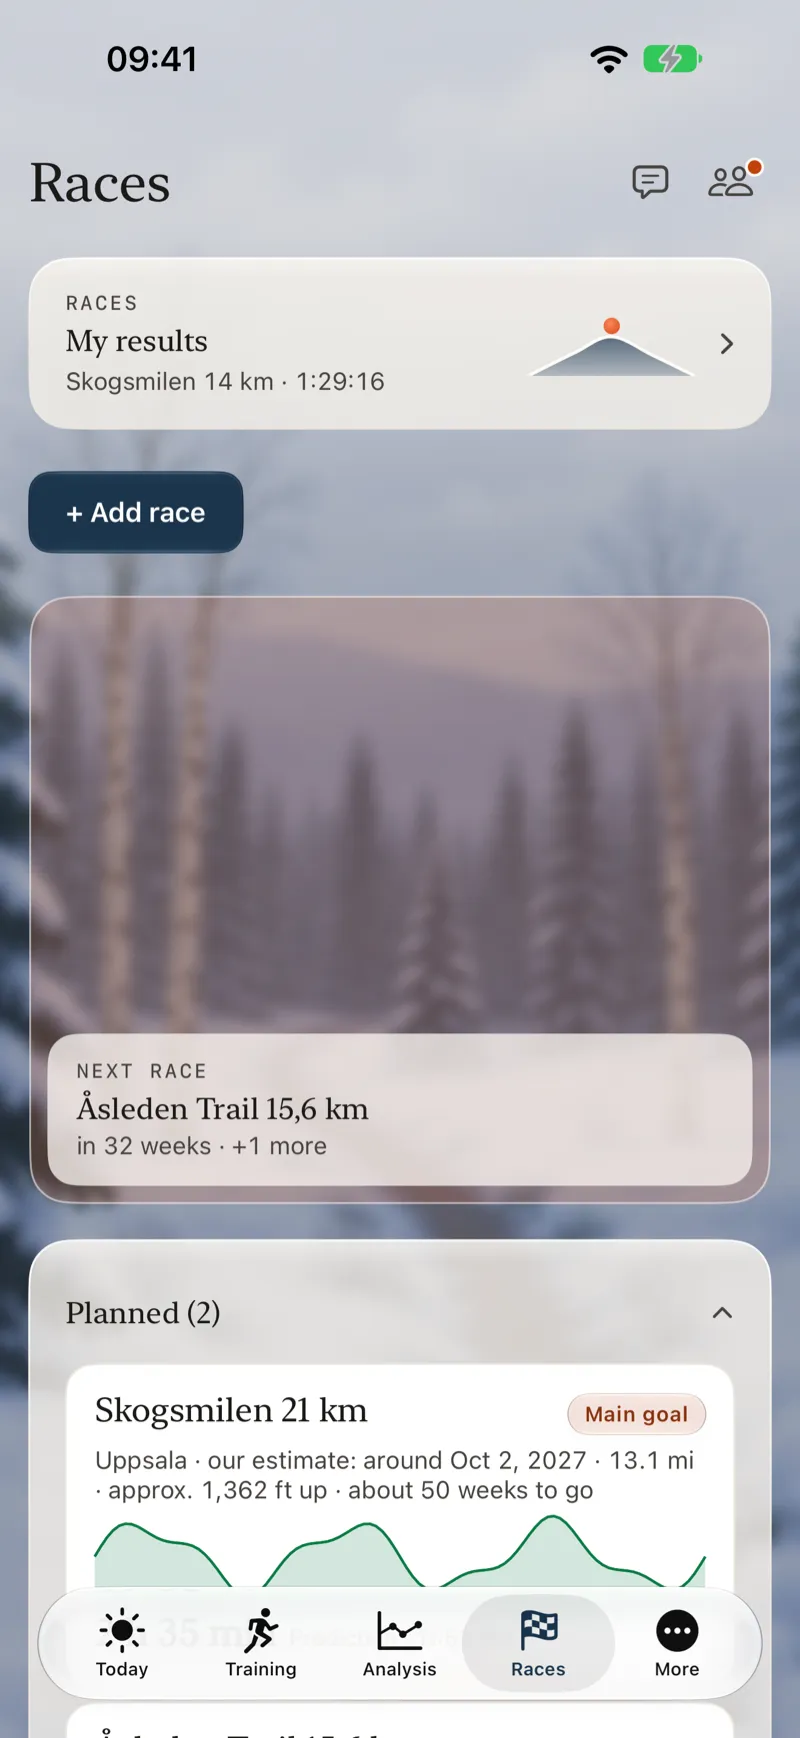 09:41
Races
RACES
My results
Skogsmilen 14 km · 1:29:16
+ Add race
NEXT RACE
Åsleden Trail 15,6 km
in 32 weeks · +1 more
Planned (2)
Skogsmilen 21 km
Main goal
Uppsala · our estimate: around Oct 2, 2027 · 13.1 mi
· approx. 1,362 ft up · about 50 weeks to go
35
Today
Training
Analysis
Races
More